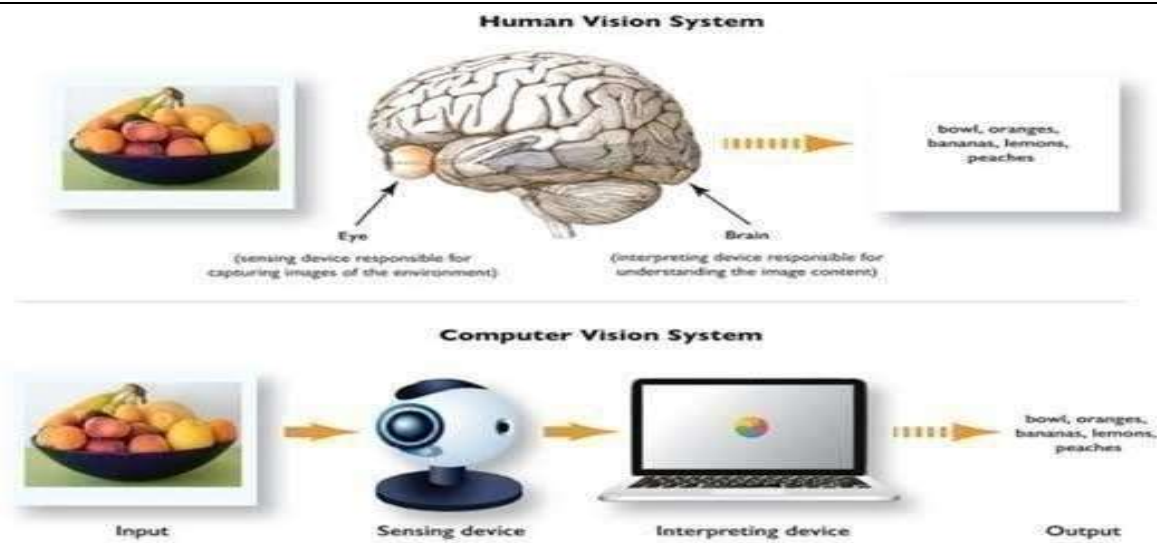 Human Vision System
bowl, oranges,
bananas, lemons,
peaches
Eye
(sensing device responsible for
capturing images of the environment)
Brain
(interpreting device responsible for
understanding the image content)
Computer Vision System
bowl, oranges,
bananas, lemons,
peaches
Input
Sensing device
Interpreting device
Output